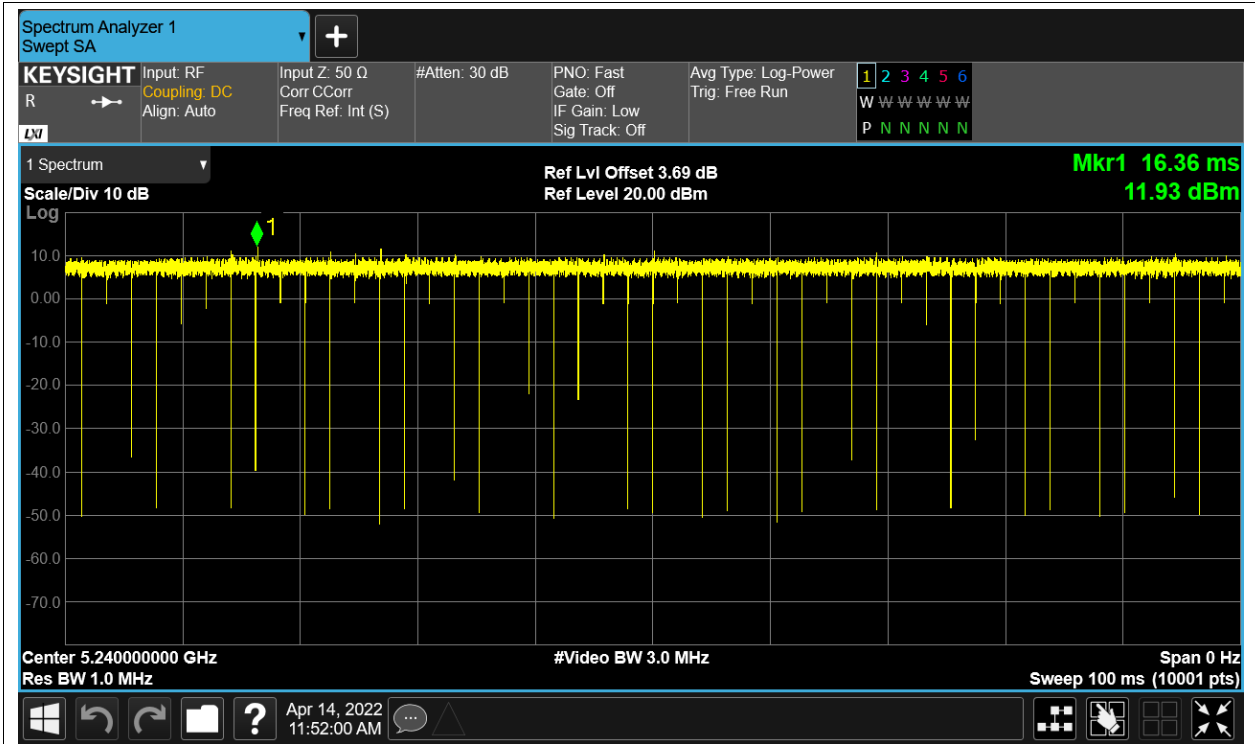 Spectrum Analyzer 1
Swept SA
KEYSIGHT
R
LXI
Input: RF
Coupling: DC
Align: Auto
Input Z: 50 Ω
Corr CCorr
Freq Ref: Int (S)
#Atten: 30 dB
PNO: Fast
Gate: Off
IF Gain: Low
Sig Track: Off
Avg Type: Log-Power
Trig: Free Run
1 2 3 4 5 6
W W W W W W
P N N N N N
1 Spectrum
Scale/Div 10 dB
Log
Ref Lvl Offset 3.69 dB
Ref Level 20.00 dBm
Mkr1 16.36 ms
11.93 dBm
1
10.0
0.00
-10.0
-20.0
-30.0
-40.0
-50.0
-60.0
-70.0
Center 5.240000000 GHz
#Video BW 3.0 MHz
Span 0 Hz
Res BW 1.0 MHz
Sweep 100 ms (10001 pts)
?
Apr 14, 2022
11:52:00 AM